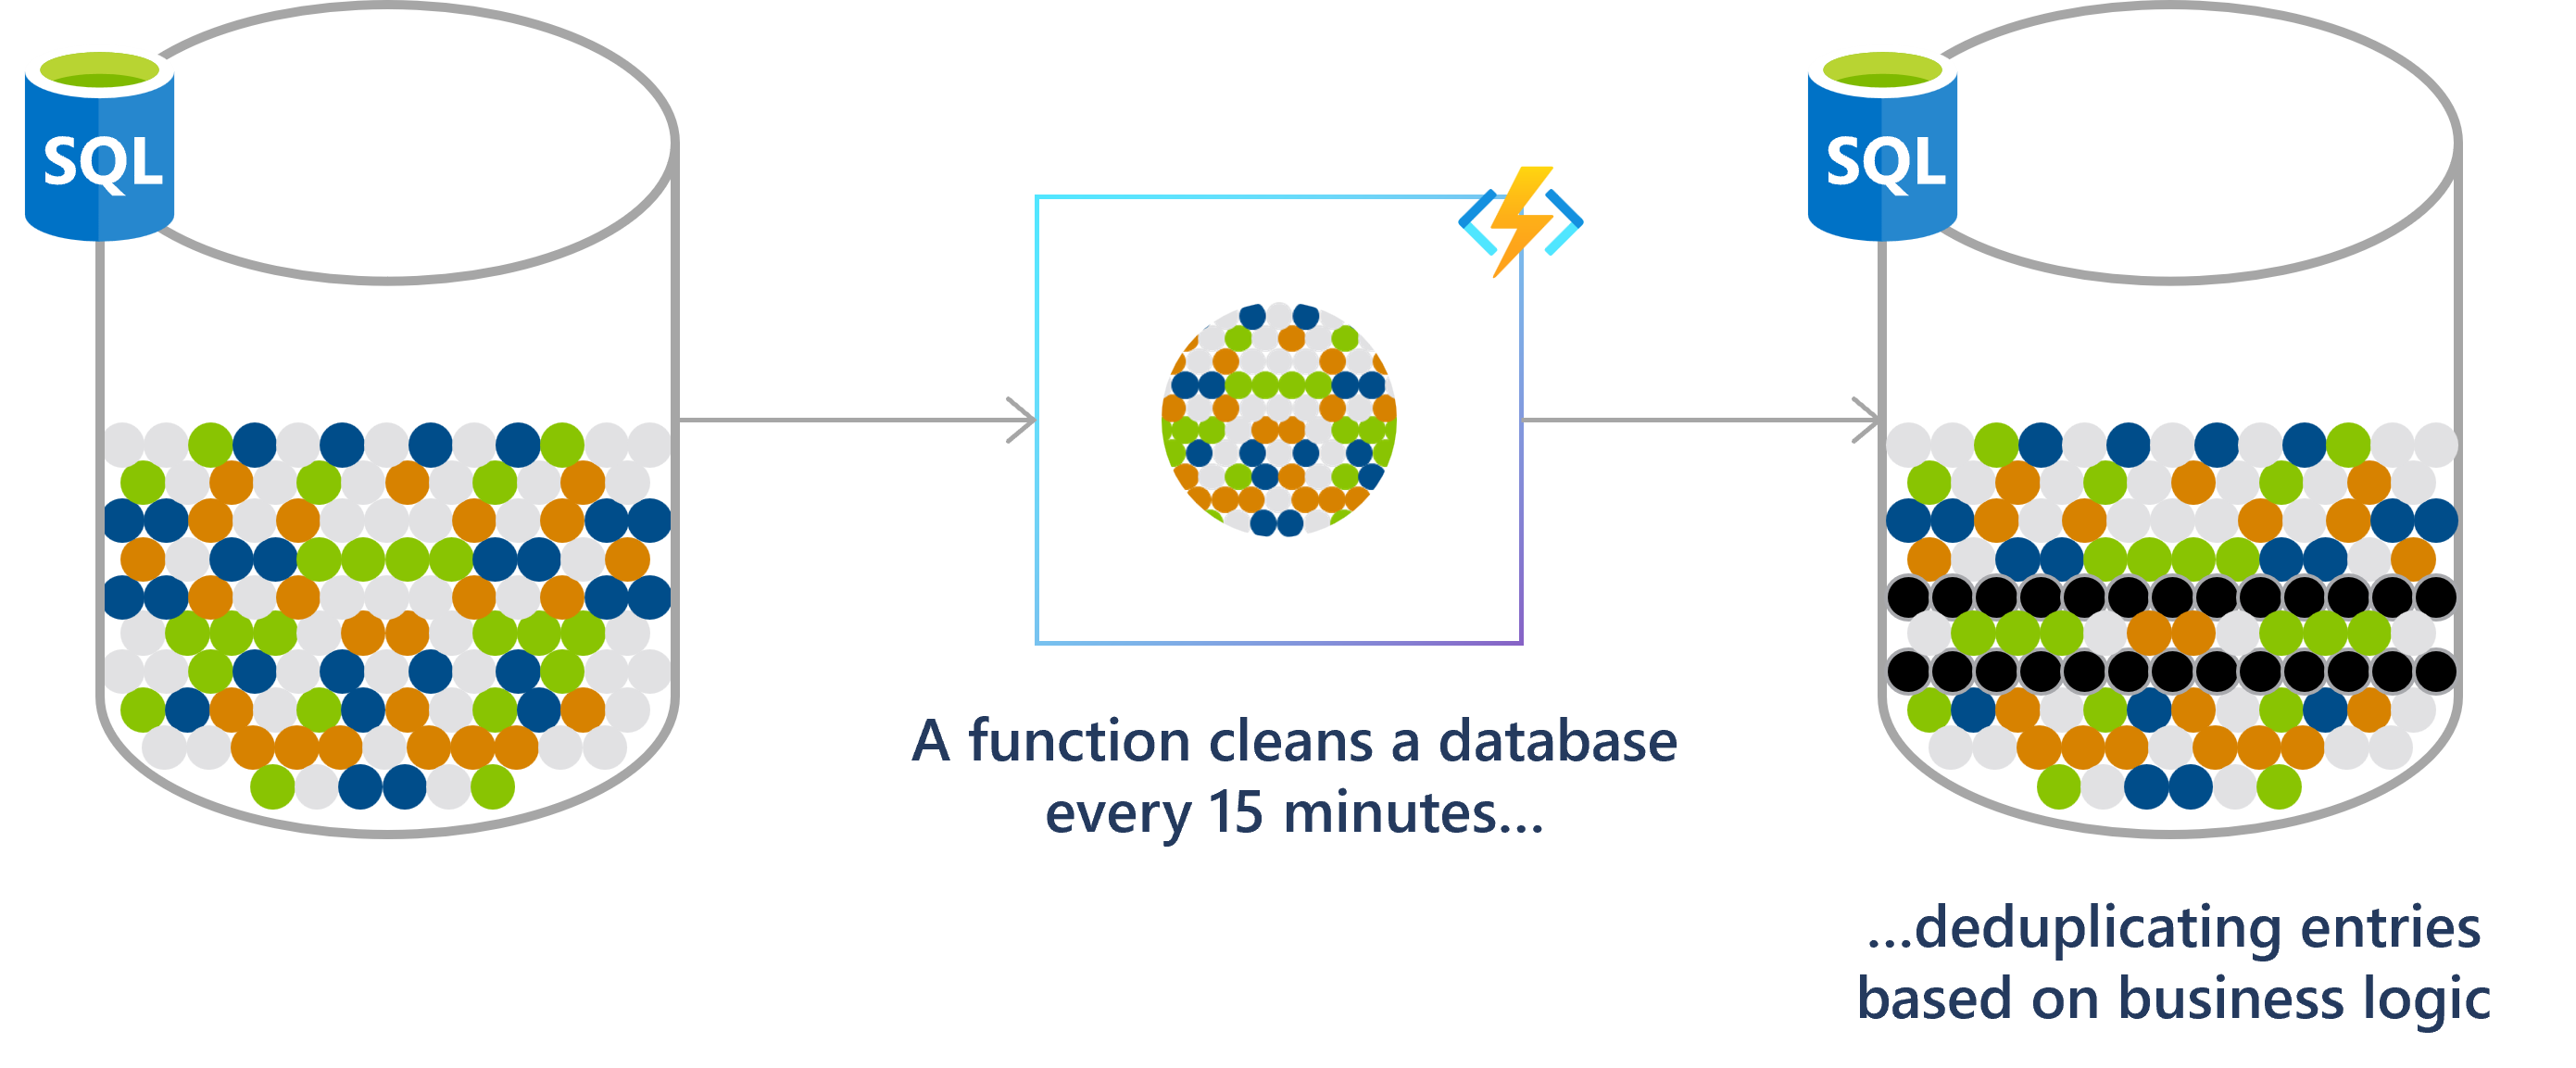 SQL
SQL
A function cleans a database
every 15 minutes...
...deduplicating entries
based on business logic